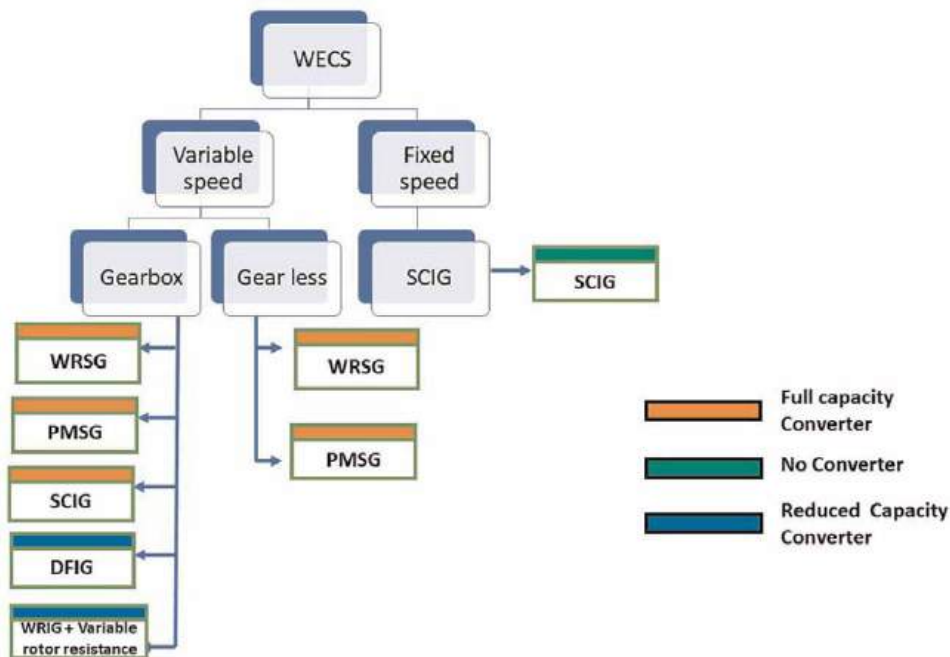 WECS
Variable
speed
Fixed
speed
Gearbox
Gear less
SCIG
SCIG
WRSG
PMSG
SCIG
DFIG
WRIG + Variable
rotor resistance
WRSG
PMSG
Full capacity
Converter
No Converter
Reduced Capacity
Converter